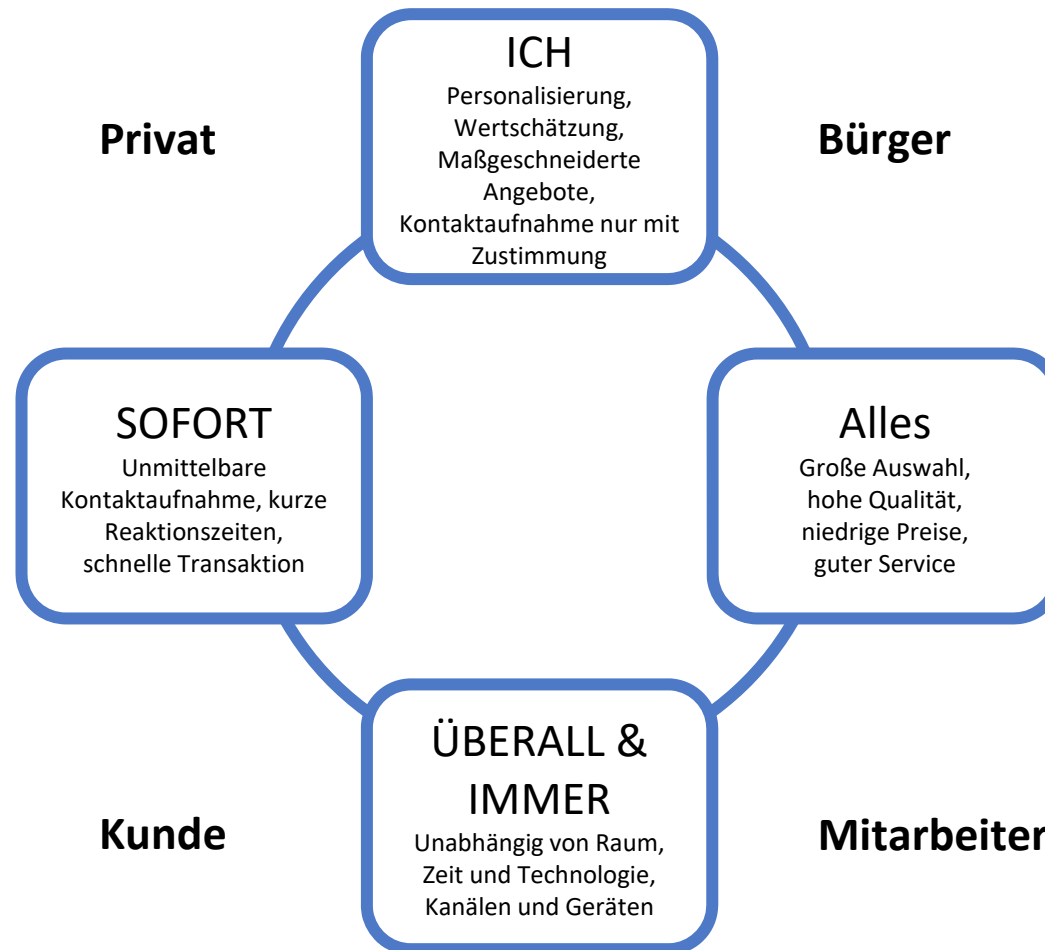 ICH
Personalisierung,
Wertschätzung,
Maßgeschneiderte
Angebote,
Kontaktaufnahme nur mit
Zustimmung
Privat
Bürger
SOFORT
Unmittelbare
Kontaktaufnahme, kurze
Reaktionszeiten,
schnelle Transaktion
Alles
Große Auswahl,
hohe Qualität,
niedrige Preise,
guter Service
ÜBERALL &
IMMER
Unabhängig von Raum,
Zeit und Technologie,
Kanälen und Geräten
Kunde
Mitarbeiter